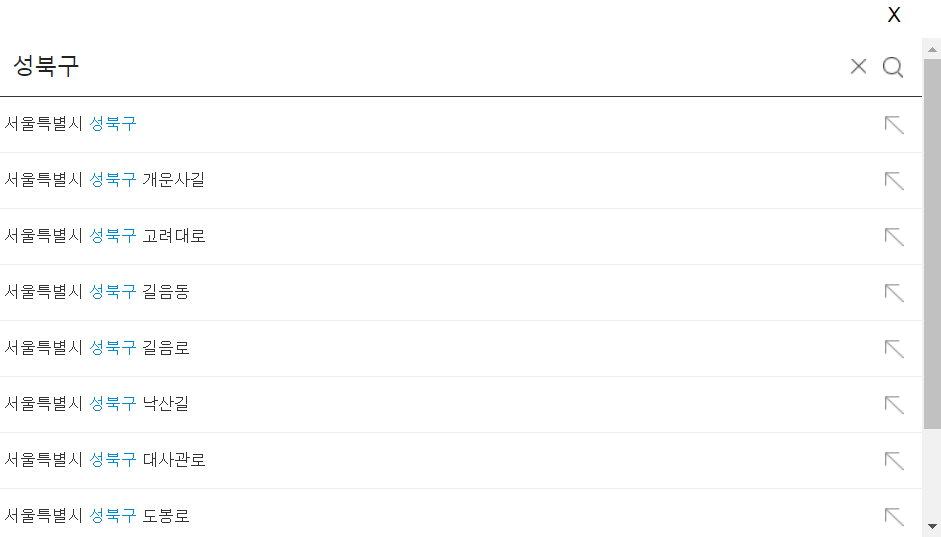 X
성북구
서울특별시 성북구
서울특별시 성북구 개운사길
서울특별시 성북구 고려대로
서울특별시 성북구 길음동
서울특별시 성북구 길음로
서울특별시 성북구 낙산길
서울특별시 성북구 대사관로
서울특별시 성북구 도봉로